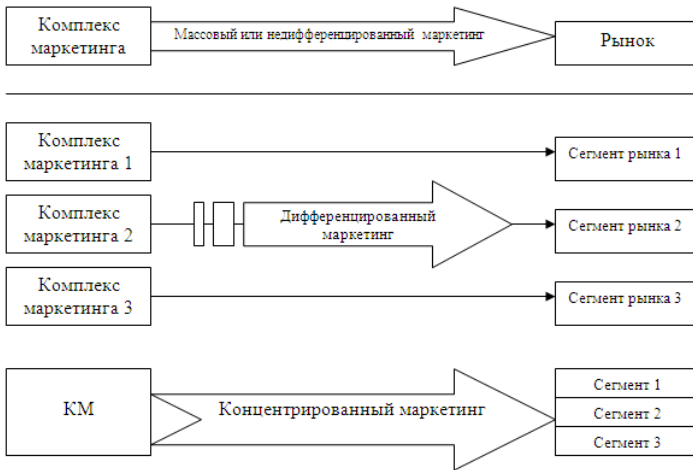 Комплекс
маркетинга
Массовый или недифференцированный маркетинг
Рынок
Комплекс
маркетинга 1
Сегмент рынка 1
Комплекс
маркетинга 2
Дифференцированный
маркетинг
Сегмент рынка 2
Комплекс
маркетинга 3
Сегмент рынка 3
КМ
Концентрированный маркетинг
Сегмент 1
Сегмент 2
Сегмент 3